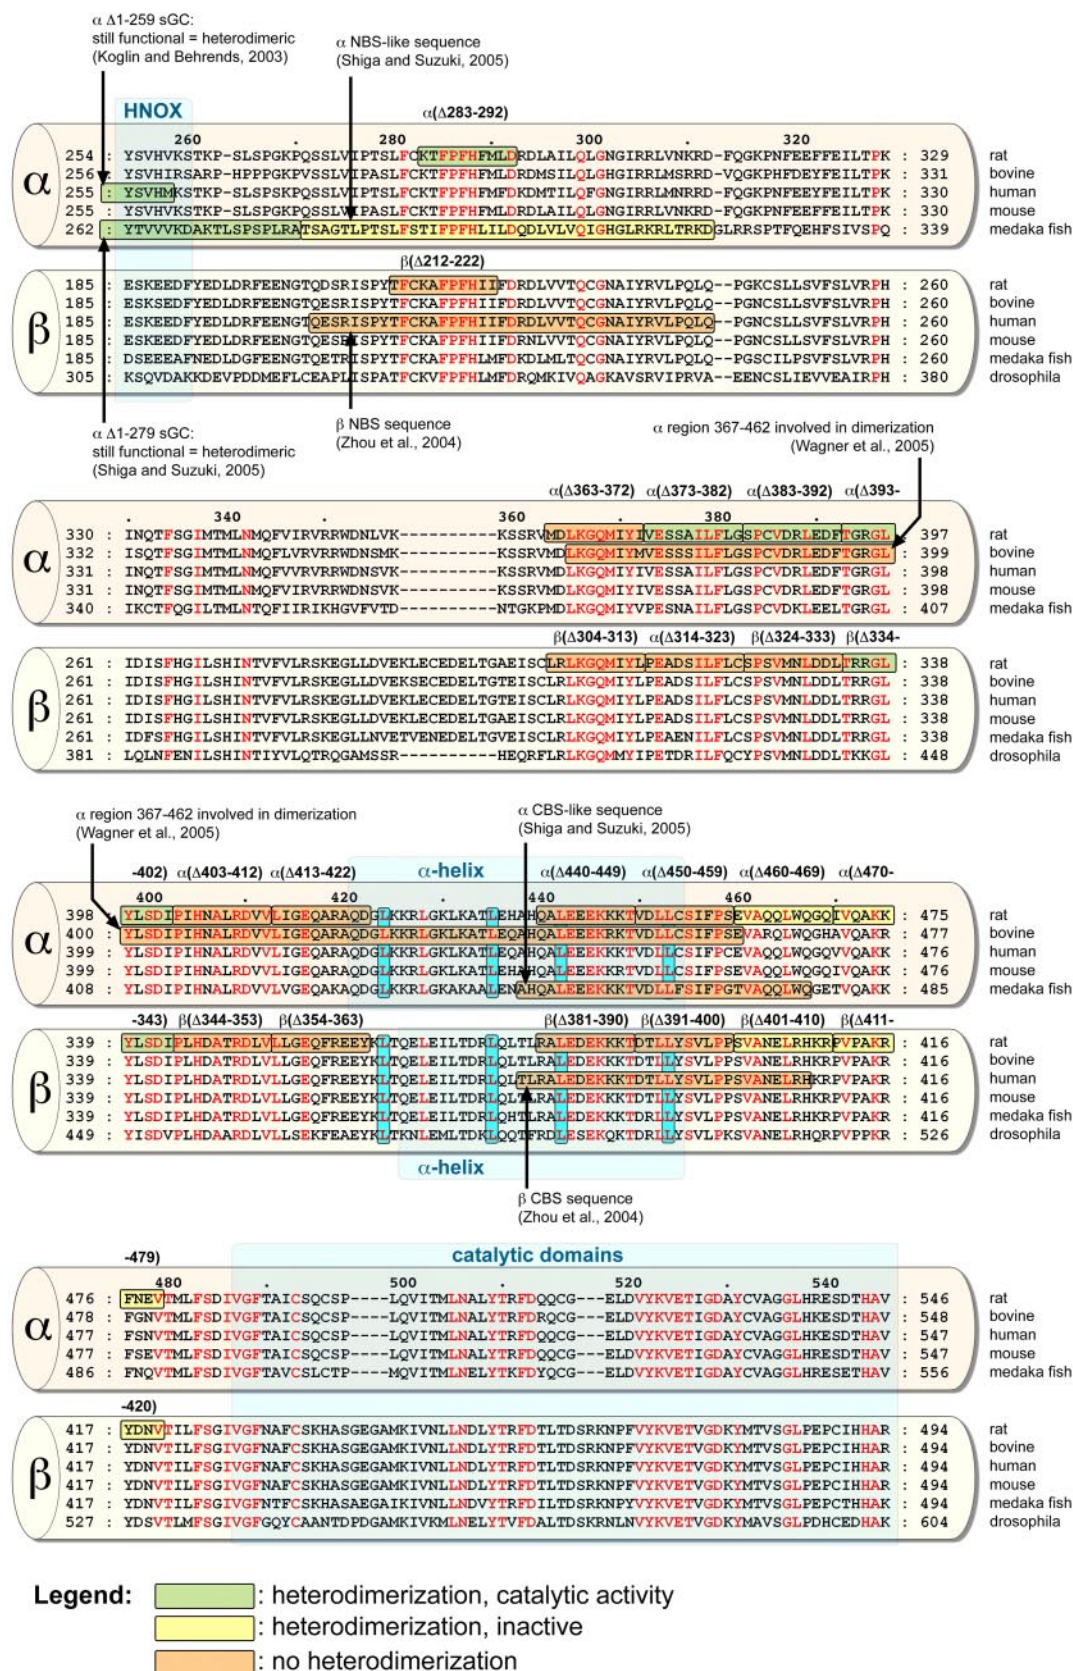 α Δ1-259 sGC:
still functional = heterodimeric
(Koglin and Behrends, 2003)
α NBS-like sequence
(Shiga and Suzuki, 2005)
HNOX
α(Δ283-292)
260 280 300 320
α
254 : YSVHVKSTKP-SLSPGKPQSSLVIPTSLFCKTFPFHFMLDRDLAILQLGNGIRRLVNKRD-FQGKPNFEEFFEILTPK : 329 rat
256 : YSVHIRSARP-HPPPGKPVSSLVIPASLFCKTFPFHFMLDRDMSILQLGNGIRRLMSRRD-VQGKPHFDEYFEILTPK : 331 bovine
255 : YSVHMKSTKP-SLSPSKPQSSLVIPTSLFCKTFPFHFMFDKDMTILQFGNGIRRLMNRRD-FQGKPNFEEYFEILTPK : 330 human
255 : YSVHVKSTKP-SLSPGKPQSSLVIPASLFCKTFPFHFMLDRDLAILQLGNGIRRLVNKRD-FQGKPNFEEFFEILTPK : 330 mouse
262 : YTVVVKDAKTLSPSPLRATSAGTLPTSLFSTIFPFHLILDQDLVLVQIGHGLRKRLTRKDGLRRSPTFQEHFSIVSPQ : 339 medaka fish
β(Δ212-222)
β
185 : ESKEEDFYEDLDRFEENGTQDSRISPYTFCKAFPFHIIFDRDLVVTQCGNAIYRVLPQLQ--PGKCSLLSVFSLVRPH : 260 rat
185 : ESKSEDFYEDLDRFEENGTQESRISPYTFCKAFPFHIIFDRDLVVTQCGNAIYRVLPQLQ--PGNCSLLSVFSLVRPH : 260 bovine
185 : ESKEEDFYEDLDRFEENGTQESRISPYTFCKAFPFHIIFDRDLVVTQCGNAIYRVLPQLQ--PGNCSLLSVFSLVRPH : 260 human
185 : ESKEEDFYEDLDRFEENGTQESRISPYTFCKAFPFHIIFDRNLVVTQCGNAIYRVLPQLQ--PGKCSLLSVFSLVRPH : 260 mouse
185 : DSEEEAFNEDLDGFEENGTQETRISPYTFCKAFPFHLMFDKDLMLTQCGNAIYRVLPQLQ--PGSCILPSVFSLVRPH : 260 medaka fish
305 : KSQVDAKKDEVPDDMEFLCEAPLISPATFCKVFPFHLMFDRQMKIVQAGKAVSRVIPRVA--EENCSLIEVVEAIRPH : 380 drosophila
α Δ1-279 sGC:
still functional = heterodimeric
(Shiga and Suzuki, 2005)
β NBS sequence
(Zhou et al., 2004)
α region 367-462 involved in dimerization
(Wagner et al., 2005)
α(Δ363-372) α(Δ373-382) α(Δ383-392) α(Δ393-
340 360 380
α
330 : INQTFSGIMTMLNMQFVIRVRRWDNLVK----------KSSRVMDLKGQMIYIVESSAILFLGSPCVDRLEDFTGRGL : 397 rat
332 : INQTFSGIMTMLNMQFVVRVRRWDNSMK----------KSSRVMDLKGQMIYMVESSSILFLGSPCVDRLEDFTGRGL : 399 bovine
331 : INQTFSGIMTMLNMQFVVRVRRWDNSVK----------KSSRVMDLKGQMIYIVESSAILFLGSPCVDRLEDFTGRGL : 398 human
331 : INQTFSGIMTMLNMQFVIRVRRWDNSVK----------KSSRVMDLKGQMIYIVESSAILFLGSPCVDRLEDFTGRGL : 398 mouse
340 : IKCTFQGILTMLNTQFIIRIKHGVFVTD----------NTGKPMDLKGQMIYVPESNAILFLGSPCVDKLEELTGRGL : 407 medaka fish
β(Δ304-313) α(Δ314-323) β(Δ324-333) β(Δ334-
β
261 : IDISFHGILSHINTVFVLRSKEGLLDVEKLECEDELTGAEISCLRLKGQMIYLPEADSILFLCSPSVMNLDDLTRRGL : 338 rat
261 : IDISFHGILSHINTVFVLRSKEGLLDVEKSECEDELTGTEISCLRLKGQMIYLPEADSILFLCSPSVMNLDDLTRRGL : 338 bovine
261 : IDISFHGILSHINTVFVLRSKEGLLDVEKLECEDELTGTEISCLRLKGQMIYLPEADSILFLCSPSVMNLDDLTRRGL : 338 human
261 : IDISFHGILSHINTVFVLRSKEGLLDVEKLECEDELTGAEISCLRLKGQMIYLPEADSILFLCSPSVMNLDDLTRRGL : 338 mouse
261 : IDFSFHGILSHINTVFVLRSKEGLLNVETVENEDELTGVEISCLRLKGQMIYLPEAENILFLCSPSVMNLDDLTRRGL : 338 medaka fish
381 : LQLNFENILSHINTIYVLQTRQGAMSSR----------HEQRFLRLKGQMMYIPETDRILFQCYPSVMNLDDLTKKGL : 448 drosophila
α region 367-462 involved in dimerization
(Wagner et al., 2005)
α CBS-like sequence
(Shiga and Suzuki, 2005)
-402) α(Δ403-412) α(Δ413-422) α-helix α(Δ440-449) α(Δ450-459) α(Δ460-469) α(Δ470-
400 420 440 460
α
398 : YLSDIPIHNALRDVVLIGEQARAQDGLKKRLGKLKATLEHAHQALEEEKKKTVDLLCSIFPSEVAQQLWQGQIVQAKK : 475 rat
400 : YLSDIPIHNALRDVVLIGEQARAQDGLKKRLGKLKATLEQAHQALEEEKRKTVDLLCSIFPSEVARQLWQGHAVQAKR : 477 bovine
399 : YLSDIPIHNALRDVVLIGEQARAQDGLKKRLGKLKATLEQAHQALEEEKKKTVDLLCSIFPCEVAQQLWQGQVVQAKK : 476 human
399 : YLSDIPIHNALRDVVLIGEQARAQDGLKKRLGKLKATLEHAHQALEEEKKRTVDLLCSIFPSEVAQQLWQGQIVQAKK : 476 mouse
408 : YLSDIPIHNALRDVVLVGEQAKAQDGLKKRLGKAKAALENAHQALEEEKKKTVDLLFSIFPGTVAQQLWQGETVQAKR : 485 medaka fish
-343) β(Δ344-353) β(Δ354-363) β(Δ381-390) β(Δ391-400) β(Δ401-410) β(Δ411-
β
339 : YLSDIPLHDATRDLVLLGEQFREEYKLTQELEILTDRLQLTLRALEDEKKKTDTLLYSVLPPSVANELRHKRPVPAKR : 416 rat
339 : YLSDIPLHDATRDLVLLGEQFREEYKLTQELEILTDRLQLTLRALEDEKKKTDTLLYSVLPPSVANELRHKRPVPAKR : 416 bovine
339 : YLSDIPLHDATRDLVLLGEQFREEYKLTQELEILTDRLQLTLRALEDEKKKTDTLLYSVLPPSVANELRHKRPVPAKR : 416 human
339 : YLSDIPLHDATRDLVLLGEQFREEYKLTQELEILTDRLQLTLRALEDEKKKTDTLLYSVLPPSVANELRHKRPVPAKR : 416 mouse
339 : YLSDIPLHDATRDLVLLGEQFREEYKLTQELEILTDRLQHTLRALEDEKKKTDRLLYSVLPPSVANELRHKRPVPAKR : 416 medaka fish
449 : YISDVPLHDAARDLVLLSEKFEAEYKLTKNLEMLTDKLQQTFRDLESEKQKTDRLLYSVLPKSVANELRHQRPVPPKR : 526 drosophila
α-helix
β CBS sequence
(Zhou et al., 2004)
-479) catalytic domains
480 500 520 540
α
476 : FNEVTMLFSDIVGFTAICSQCSP----LQVITMLNALYTRFDQQCG---ELDVYKVETIGDAYCVAGGLHRESDTHAV : 546 rat
478 : FGNVTMLFSDIVGFTAICSQCSP----LQVITMLNALYTRFDRQCG---ELDVYKVETIGDAYCVAGGLHKESDTHAV : 548 bovine
477 : FSNVTMLFSDIVGFTAICSQCSP----LQVITMLNALYTRFDQQCG---ELDVYKVETIGDAYCVAGGLHKESDTHAV : 547 human
477 : FSEVTMLFSDIVGFTAICSQCSP----LQVITMLNALYTRFDQQCG---ELDVYKVETIGDAYCVAGGLHRESDTHAV : 547 mouse
486 : FNQVTMLFSDIVGFTAVCSLCTP----MQVITMLNELYTKFDYQCG---ELDVYKVETIGDAYCVAGGLHKESETHAV : 556 medaka fish
-420)
β
417 : YDNVTILFSGIVGFNAFCSKHASGEGAMKIVNLLNDLYTRFDTLTDSRKNPFVYKVETVGDKYMTVSGLPEPCIHHAR : 494 rat
417 : YDNVTILFSGIVGFNAFCSKHASGEGAMKIVNLLNDLYTRFDTLTDSRKNPFVYKVETVGDKYMTVSGLPEPCIHHAR : 494 bovine
417 : YDNVTILFSGIVGFNAFCSKHASGEGAMKIVNLLNDLYTRFDTLTDSRKNPFVYKVETVGDKYMTVSGLPEPCIHHAR : 494 human
417 : YDNVTILFSGIVGFNAFCSKHASGEGAMKIVNLLNDLYTRFDTLTDSRKNPFVYKVETVGDKYMTVSGLPEPCIHHAR : 494 mouse
417 : YDNVTILFSGIVGFNTFCSKHASAEGAIKIVNLLNDVYTRFDILTDSRKNPYVYKVETVGDKYMTVSGLPEPCTHHAK : 494 medaka fish
527 : YDSVTLMFSGIVGFGQYCAANTDPDGAMKIVKMLNELYTVFDALTDSKRNLNVYKVETVGDKYMAVSGLPDHCEDHAK : 604 drosophila
Legend:
: heterodimerization, catalytic activity
: heterodimerization, inactive
: no heterodimerization